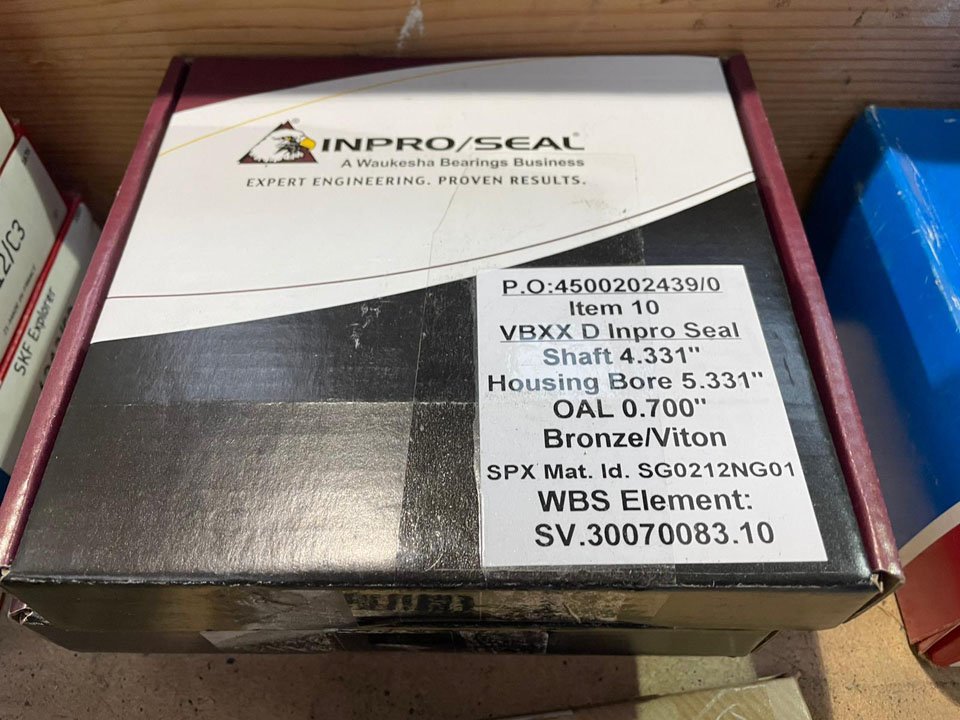 INPRO/SEAL®
A Waukesha Bearings Business
EXPERT ENGINEERING. PROVEN RESULTS.
P.O:4500202439/0
Item 10
VBXX D Inpro Seal
Shaft 4.331"
Housing Bore 5.331"
OAL 0.700"
Bronze/Viton
SPX Mat. Id. SG0212NG01
WBS Element:
SV.30070083.10
2/C3
SKF Explorer